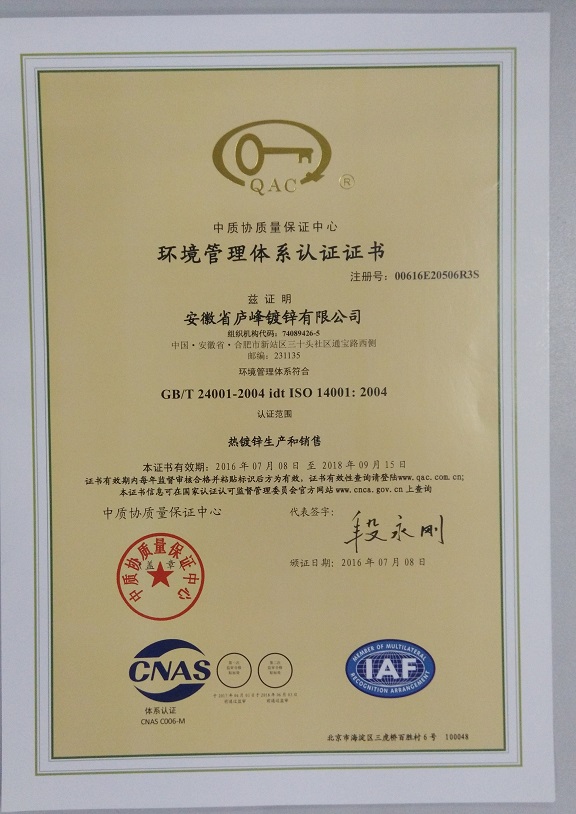 QAC
®
中质协质量保证中心
环境管理体系认证证书
注册号：00616E20506R3S
兹证明
安徽省庐峰镀锌有限公司
组织机构代码：74089426-5
中国·安徽省·合肥市新站区三十头社区通宝路西侧
邮编：231135
环境管理体系符合
GB/T 24001-2004 idt ISO 14001: 2004
认证范围
热镀锌生产和销售
本证书有效期：2016 年 07 月 08 日 至 2018 年 09 月 15 日
证书有效期内每年监督审核合格并粘贴标识后方为有效，证书有效性查询请登陆www.qac.com.cn;
本证书信息可在国家认证认可监督管理委员会官方网站 www.cnca.gov.cn 上查询
中质协质量保证中心
代表签字：
段永刚
中质协质量保证中心
盖章
颁证日期：2016 年 07 月 08 日
CNAS
体系认证
CNAS C006-M
MEMBER OF MULTILATERAL
IAF
RECOGNITION ARRANGEMENT
北京市海淀区三虎桥百胜村 6 号 100048